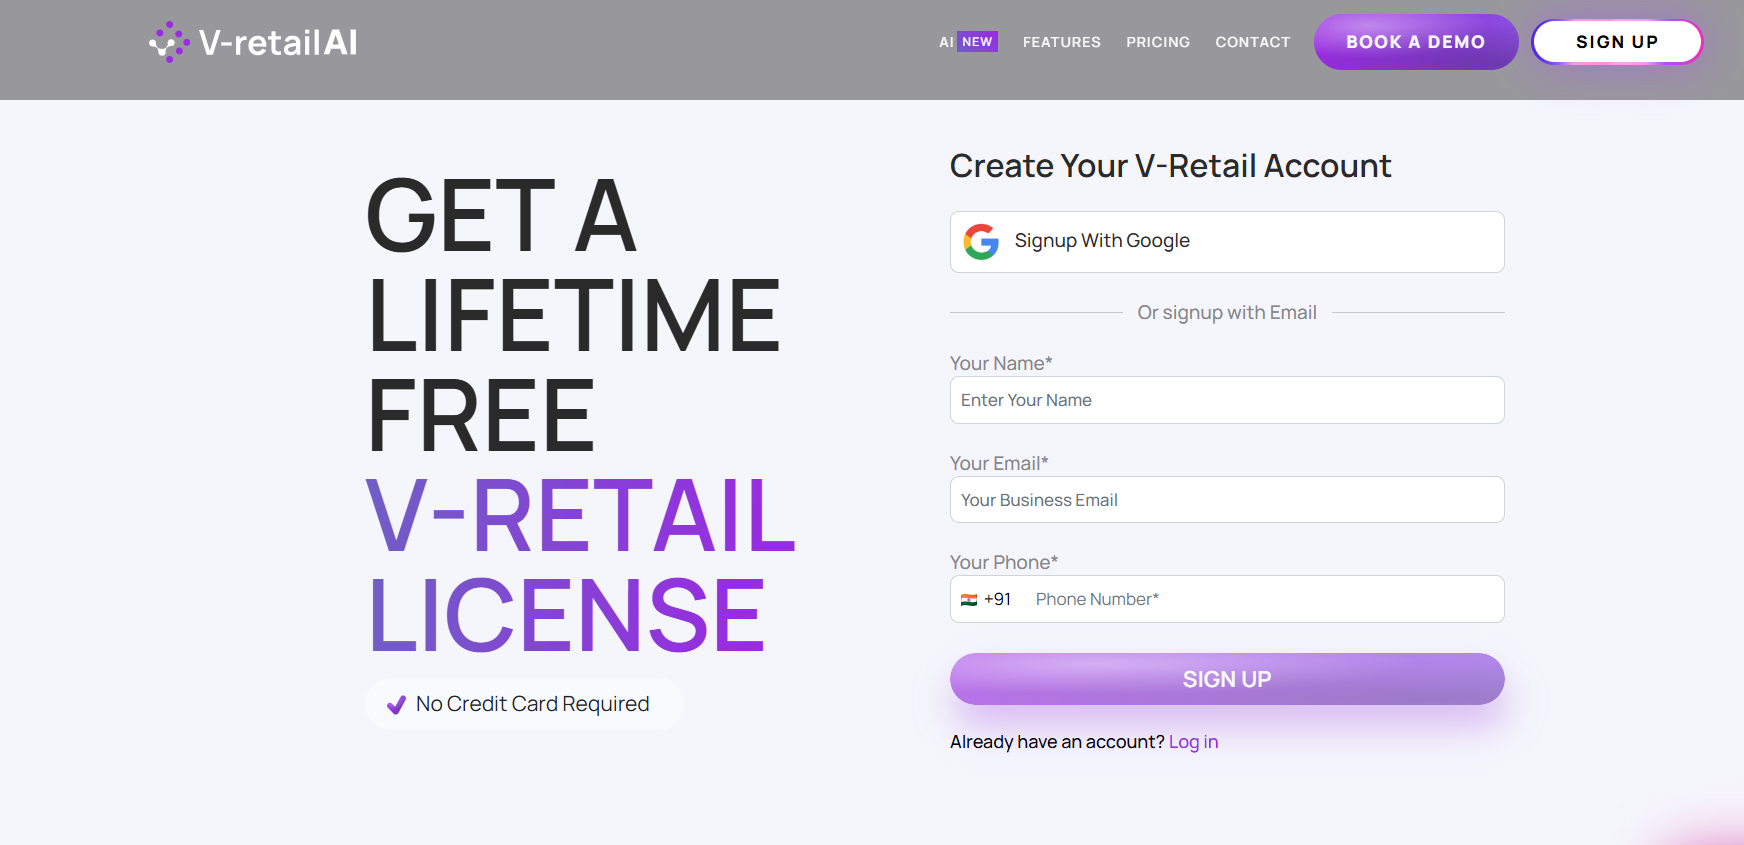 V-retail AI
AI NEW FEATURES PRICING CONTACT BOOK A DEMO SIGN UP
GET A
LIFETIME
FREE
V-RETAIL
LICENSE
No Credit Card Required
Create Your V-Retail Account
Signup With Google
Or signup with Email
Your Name*
Enter Your Name
Your Email*
Your Business Email
Your Phone*
+91 Phone Number*
SIGN UP
Already have an account? Log in